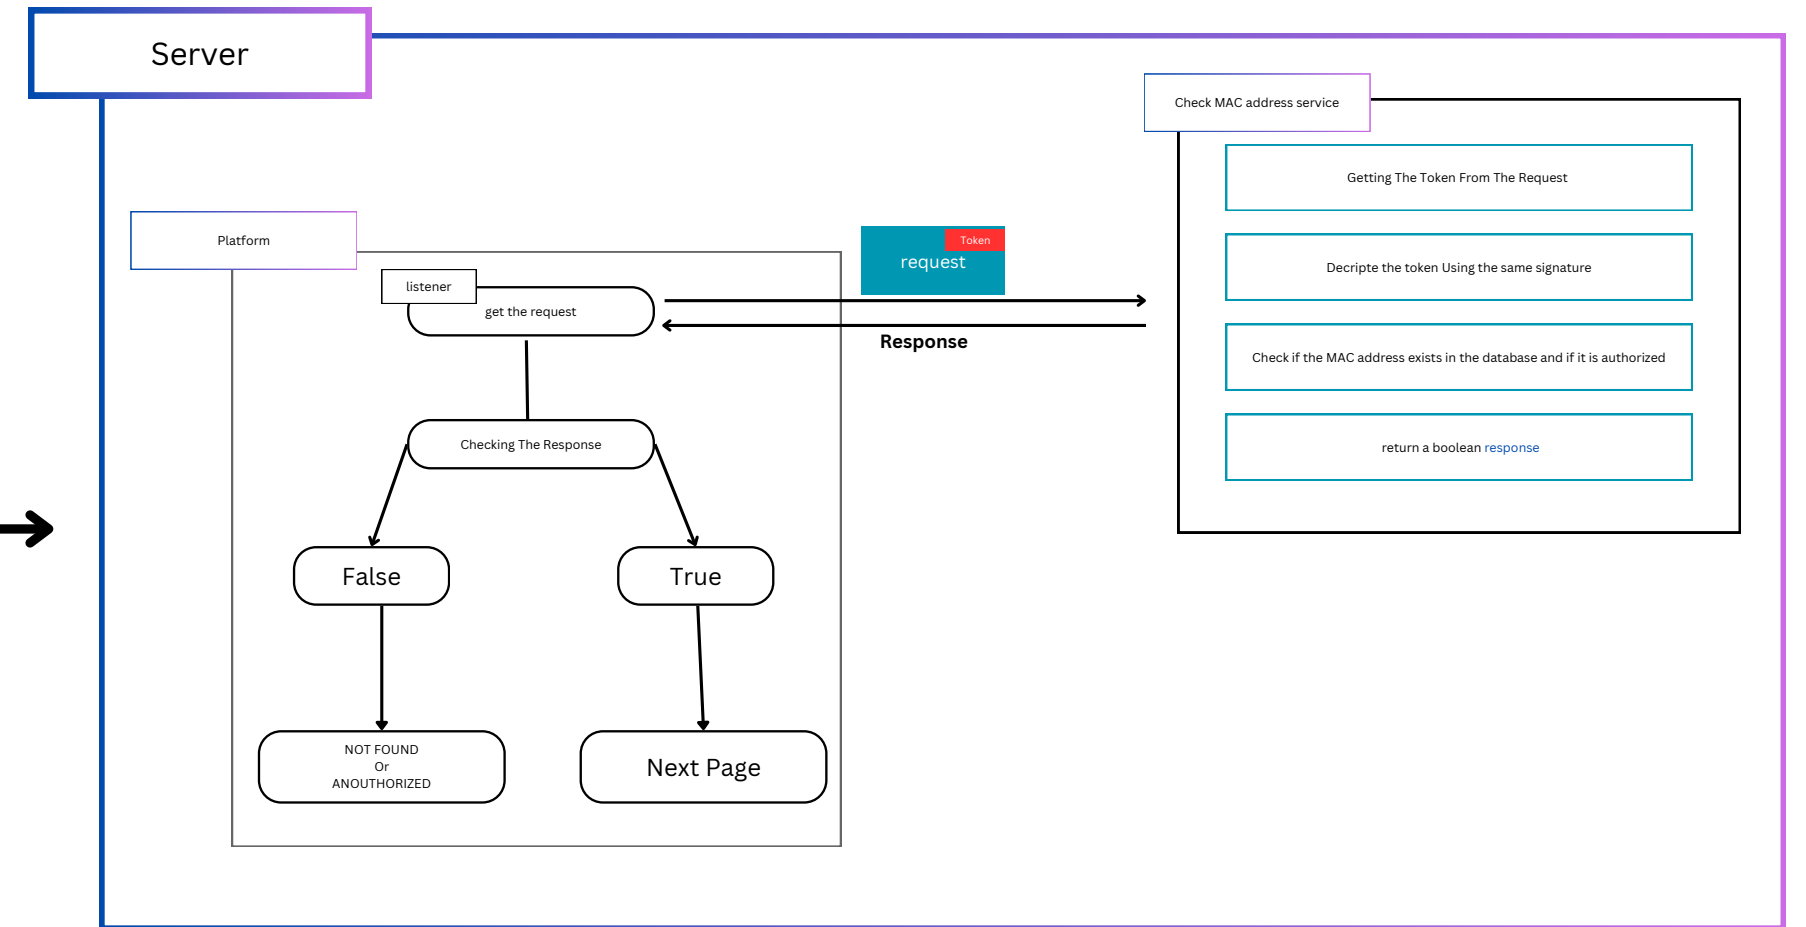 Server
Check MAC address service
Getting The Token From The Request
Decripte the token Using the same signature
Check if the MAC address exists in the database and if it is authorized
return a boolean response
Platform
listener
get the request
Token
request
Response
Checking The Response
False
True
NOT FOUND
Or
ANOUTHORIZED
Next Page